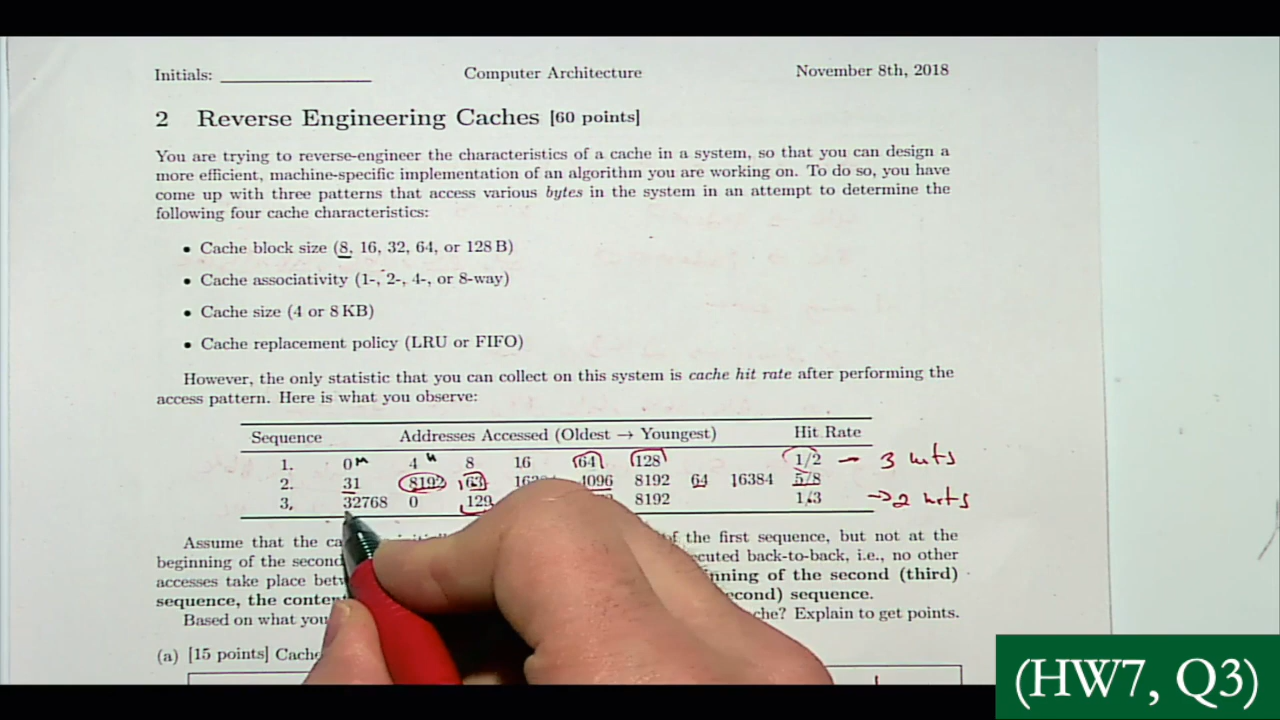 Initials: Computer Architecture November 8th, 2018
2 Reverse Engineering Caches [60 points]
You are trying to reverse-engineer the characteristics of a cache in a system, so that you can design a
more efficient, machine-specific implementation of an algorithm you are working on. To do so, you have
come up with three patterns that access various bytes in the system in an attempt to determine the
following four cache characteristics:
• Cache block size (8, 16, 32, 64, or 128 B)
• Cache associativity (1-, 2-, 4-, or 8-way)
• Cache size (4 or 8 KB)
• Cache replacement policy (LRU or FIFO)
However, the only statistic that you can collect on this system is cache hit rate after performing the
access pattern. Here is what you observe:
Sequence Addresses Accessed (Oldest → Youngest) Hit Rate
1. 0 M 4 H 8 16 64 128 1/2 – 3 hits
2. 31 8192 63 4096 8192 64 16384 5/8
3. 32768 0 129 8192 1/3 → 2 hits
Assume that the of the first sequence, but not at the
beginning of the second back-to-back, i.e., no other
accesses take place of the second (third)
sequence, the sequence.
Based on what you Explain to get points.
(a) [15 points]
(HW7, Q3)